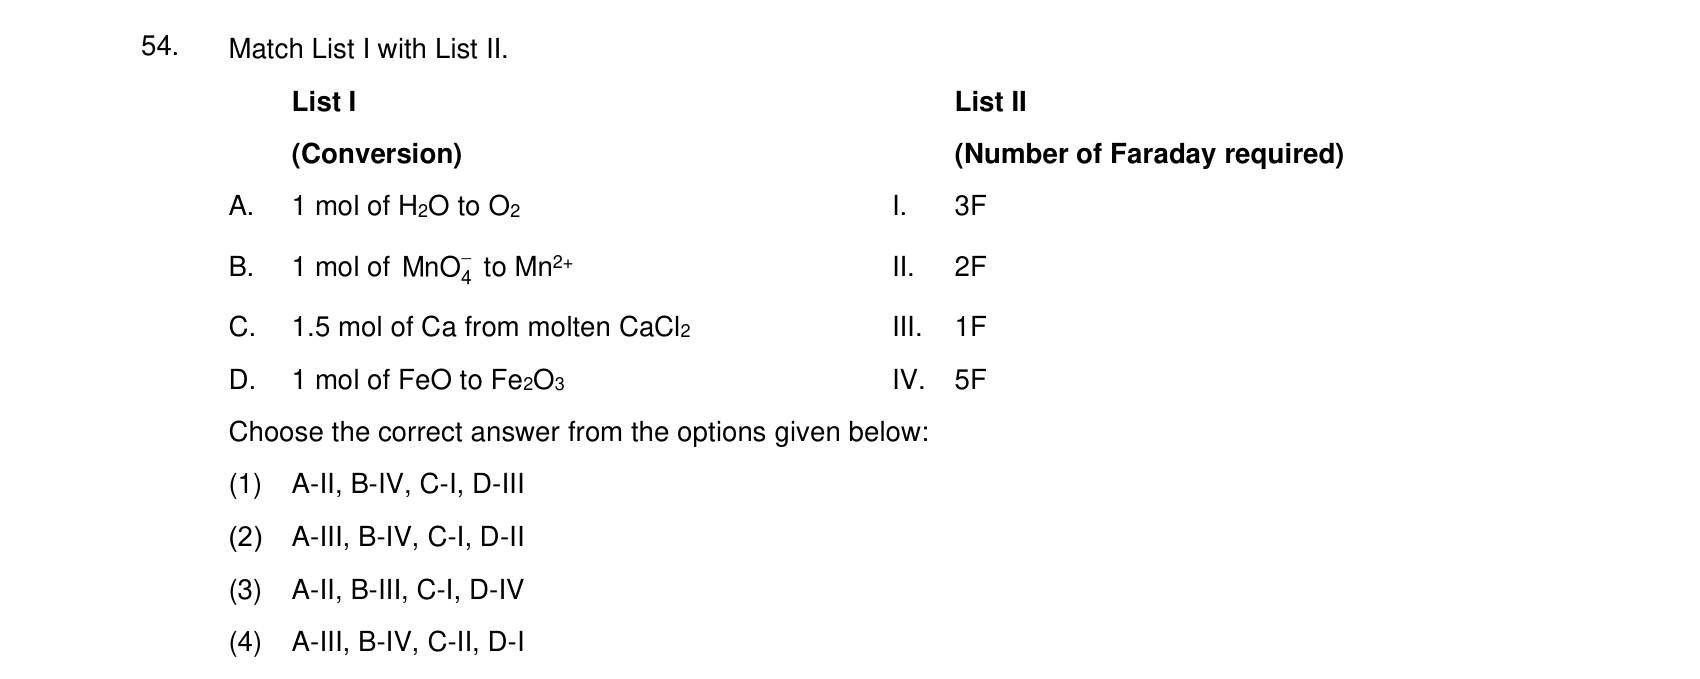 54. Match List I with List II.
List I List II
(Conversion) (Number of Faraday required)
A. 1 mol of H₂O to O₂ I. 3F
B. 1 mol of MnO₄⁻ to Mn²⁺ II. 2F
C. 1.5 mol of Ca from molten CaCl₂ III. 1F
D. 1 mol of FeO to Fe₂O₃ IV. 5F
Choose the correct answer from the options given below:
(1) A-II, B-IV, C-I, D-III
(2) A-III, B-IV, C-I, D-II
(3) A-II, B-III, C-I, D-IV
(4) A-III, B-IV, C-II, D-I